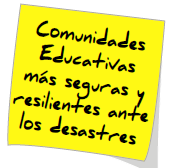 Comunidades
Educativas
más seguras y
resilientes ante
los desastres